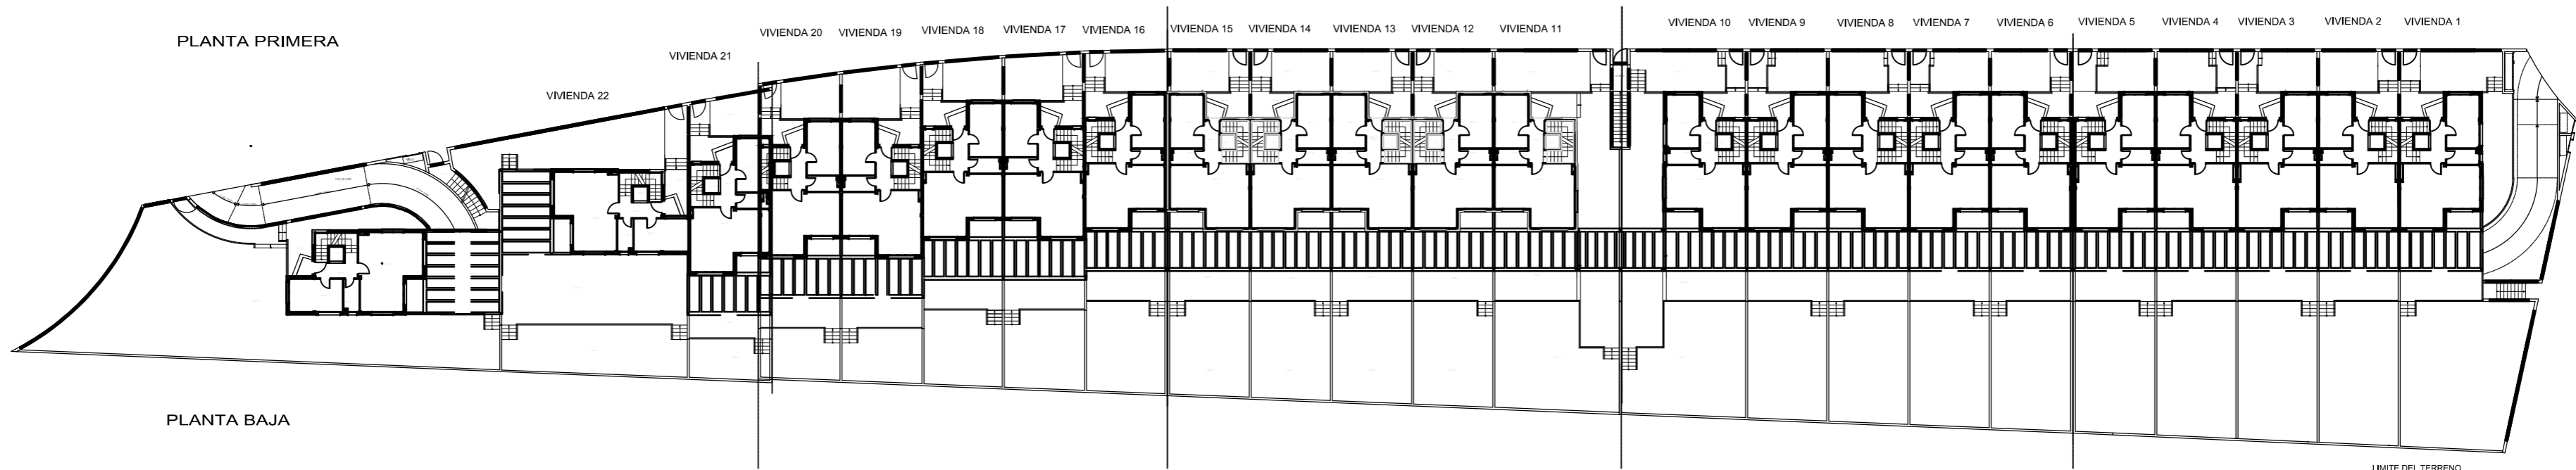 PLANTA PRIMERA
VIVIENDA 22
VIVIENDA 21
VIVIENDA 20
VIVIENDA 19
VIVIENDA 18
VIVIENDA 17
VIVIENDA 16
VIVIENDA 15
VIVIENDA 14
VIVIENDA 13
VIVIENDA 12
VIVIENDA 11
VIVIENDA 10
VIVIENDA 9
VIVIENDA 8
VIVIENDA 7
VIVIENDA 6
VIVIENDA 5
VIVIENDA 4
VIVIENDA 3
VIVIENDA 2
VIVIENDA 1
PLANTA BAJA
LIMITE DEL TERRENO